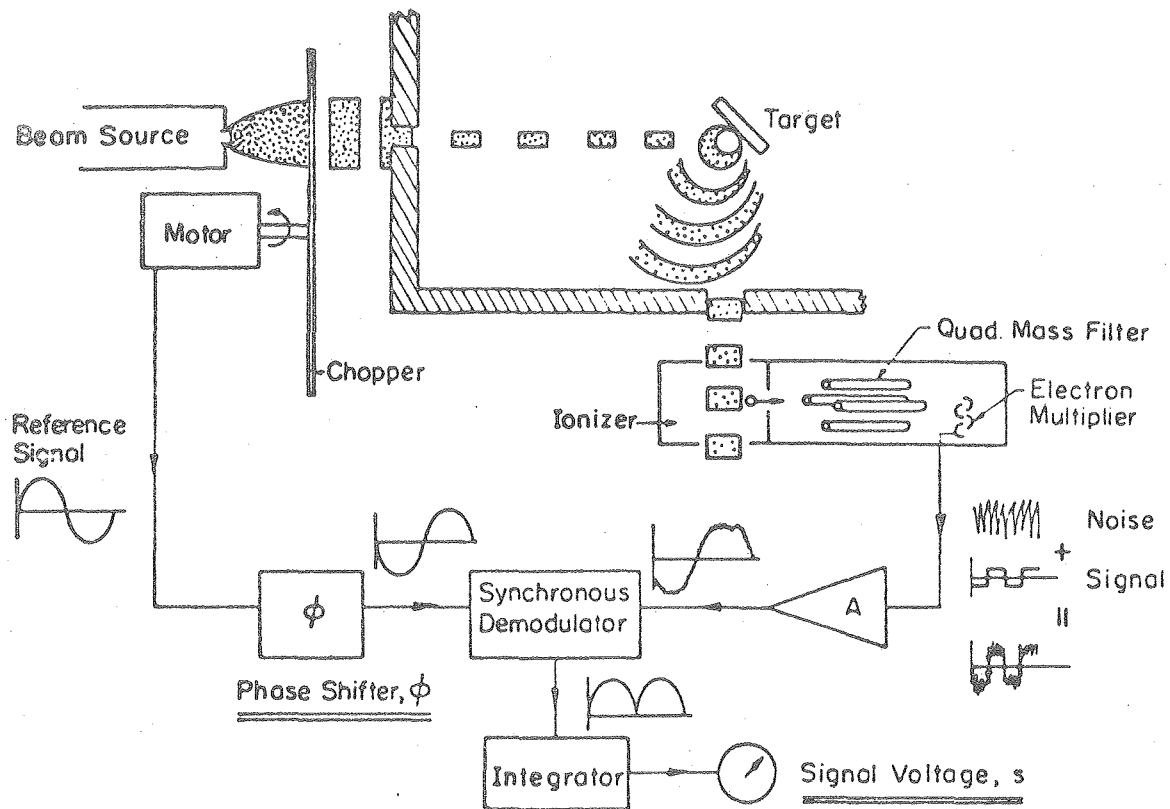 Beam Source
Target
Motor
Chopper
Quad. Mass Filter
Electron
Multiplier
Ionizer
Reference
Signal
Noise
+
Signal
=
A
ϕ
Synchronous
Demodulator
Phase Shifter, ϕ
Integrator
Signal Voltage, s